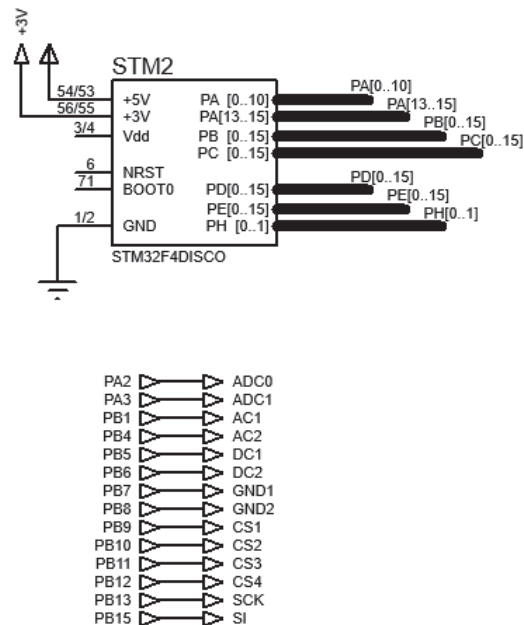 +3V
STM2
54/53 +5V PA [0..10] PA[0..10]
56/55 +3V PA[13..15] PA[13..15]
3/4 Vdd PB [0..15] PB[0..15]
PC [0..15] PC[0..15]
6 NRST
71 BOOT0 PD[0..15] PD[0..15]
PE[0..15] PE[0..15]
1/2 GND PH [0..1] PH[0..1]
STM32F4DISCO
PA2 ADC0
PA3 ADC1
PB1 AC1
PB4 AC2
PB5 DC1
PB6 DC2
PB7 GND1
PB8 GND2
PB9 CS1
PB10 CS2
PB11 CS3
PB12 CS4
PB13 SCK
PB15 SI